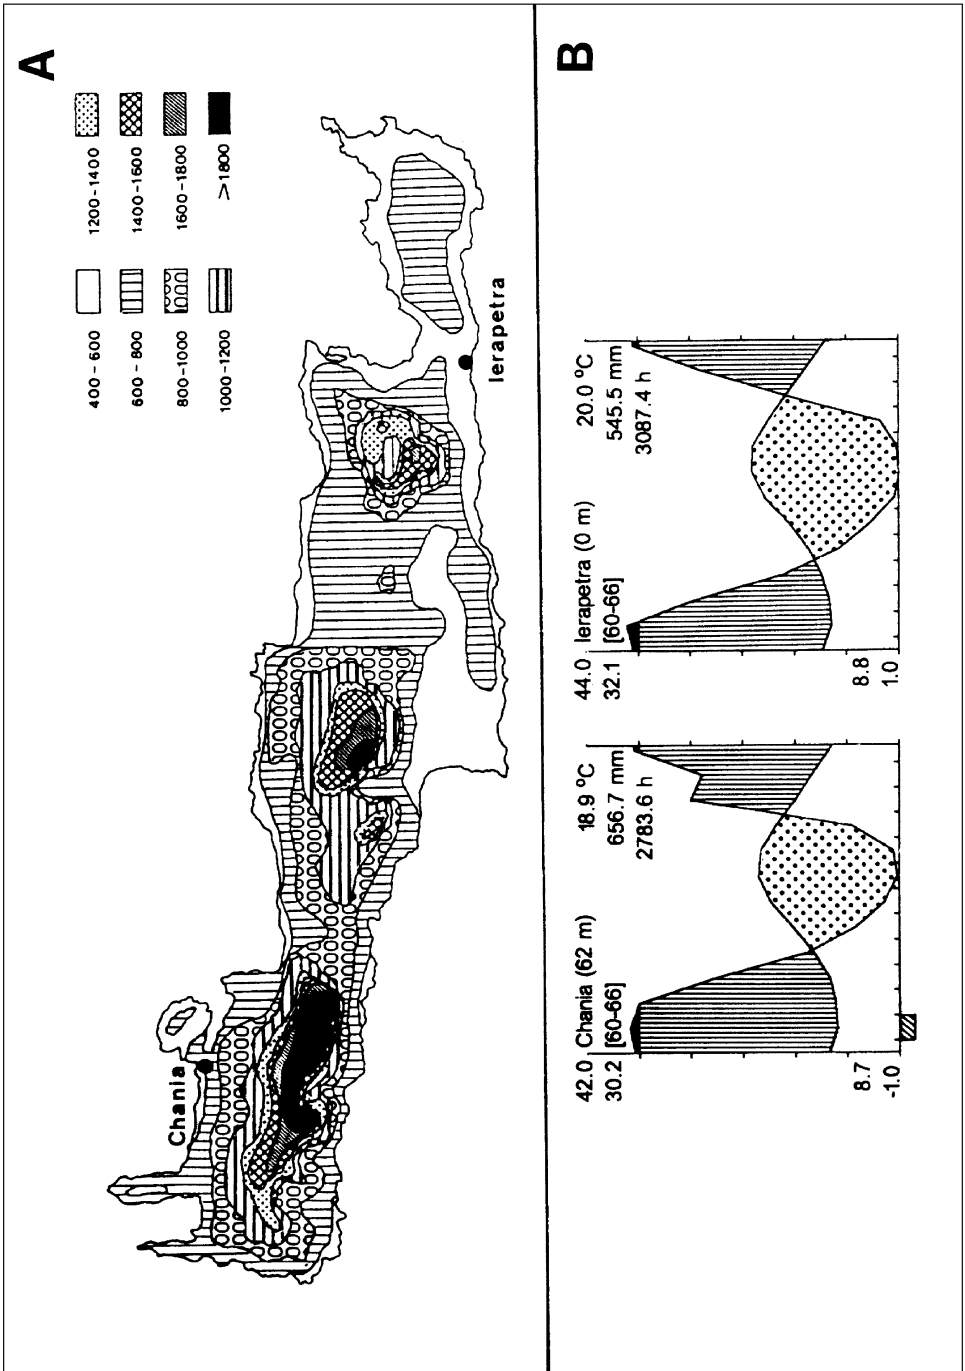 A
400-600
600-800
800-1000
1000-1200
1200-1400
1400-1600
1600-1800
>1800
Chania
Ierapetra
B
42.0 Chania (62 m) 18.9 °C
30.2 [60-66] 656.7 mm
2783.6 h
8.7
-1.0
44.0 Ierapetra (0 m) 20.0 °C
32.1 [60-66] 545.5 mm
3087.4 h
8.8
1.0